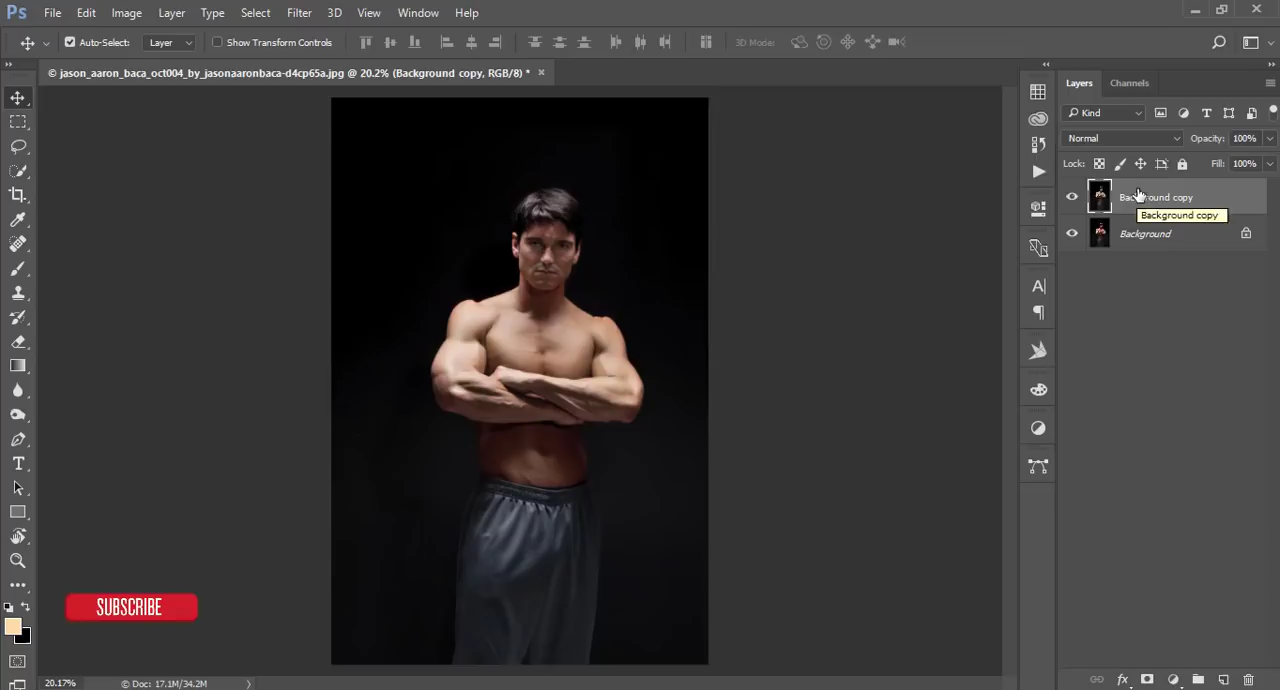 Ps File Edit Image Layer Type Select Filter 3D View Window Help
Auto-Select: Layer Show Transform Controls 3D Mode:
© jason_aaron_baca_oct004_by_jasonaaronbaca-d4cp65a.jpg @ 20.2% (Background copy, RGB/8) * ×
Layers Channels
Kind
Normal Opacity: 100%
Lock: Fill: 100%
Background copy
Background copy
Background
SUBSCRIBE
20.17% © Doc: 17.1M/34.2M